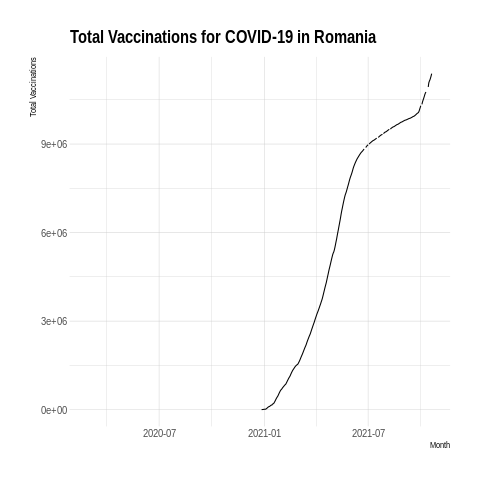 Total Vaccinations for COVID-19 in Romania
Total Vaccinations
9e+06
6e+06
3e+06
0e+00
2020-07 2021-01 2021-07
Month